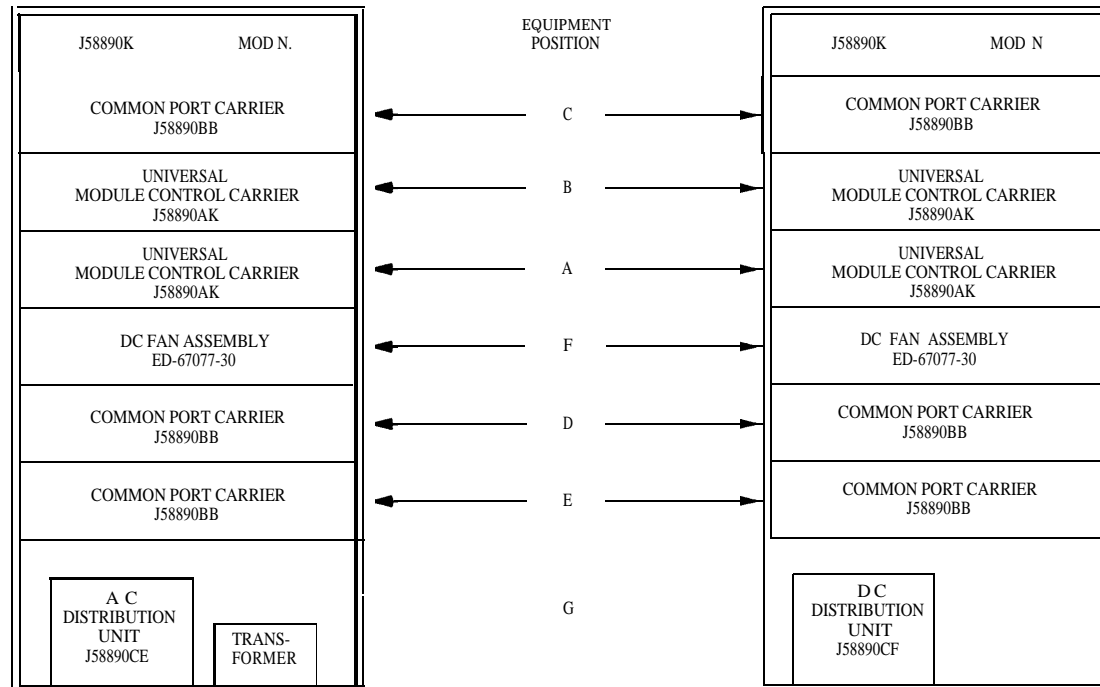 J58890K MOD N.
COMMON PORT CARRIER
J58890BB
UNIVERSAL
MODULE CONTROL CARRIER
J58890AK
UNIVERSAL
MODULE CONTROL CARRIER
J58890AK
DC FAN ASSEMBLY
ED-67077-30
COMMON PORT CARRIER
J58890BB
COMMON PORT CARRIER
J58890BB
A C
DISTRIBUTION
UNIT
J58890CE
TRANS-
FORMER
EQUIPMENT
POSITION
C
B
A
F
D
E
G
J58890K MOD N
COMMON PORT CARRIER
J58890BB
UNIVERSAL
MODULE CONTROL CARRIER
J58890AK
UNIVERSAL
MODULE CONTROL CARRIER
J58890AK
DC FAN ASSEMBLY
ED-67077-30
COMMON PORT CARRIER
J58890BB
COMMON PORT CARRIER
J58890BB
D C
DISTRIBUTION
UNIT
J58890CF